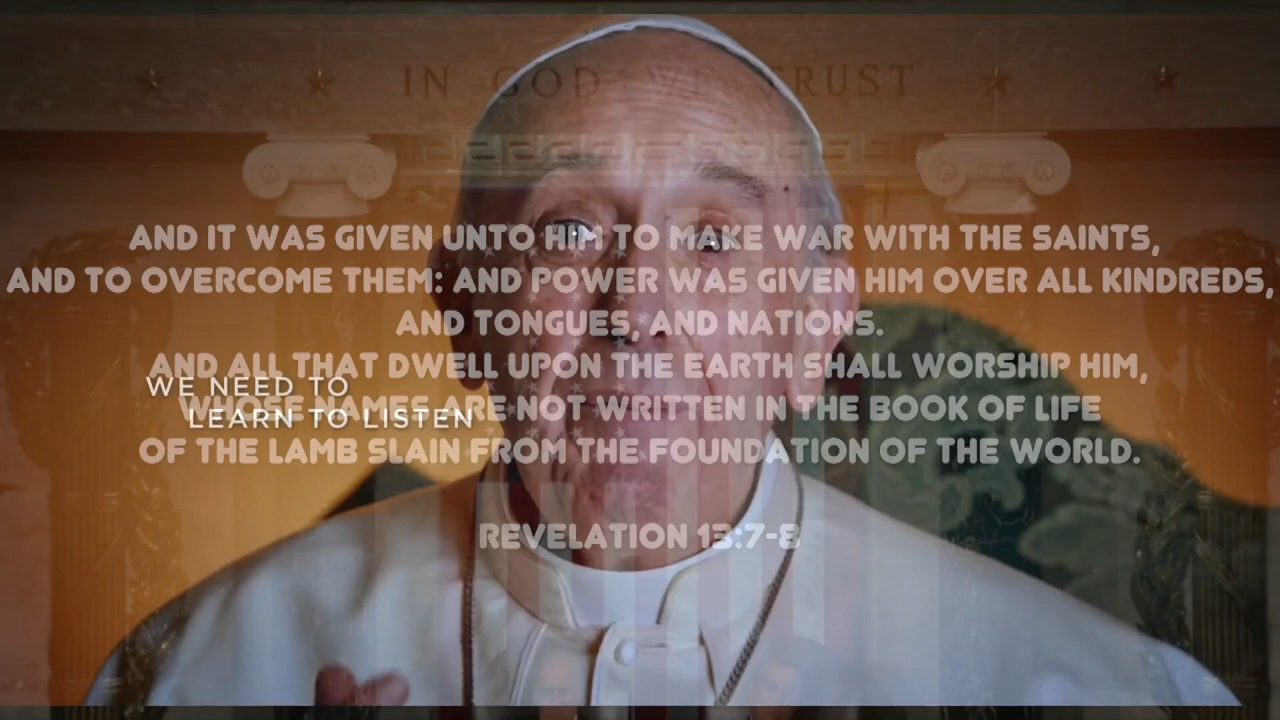 IN GOD WE TRUST
AND IT WAS GIVEN UNTO HIM TO MAKE WAR WITH THE SAINTS,
AND TO OVERCOME THEM: AND POWER WAS GIVEN HIM OVER ALL KINDREDS,
AND TONGUES, AND NATIONS.
AND ALL THAT DWELL UPON THE EARTH SHALL WORSHIP HIM,
WE NEED TO
WHOSE NAMES ARE NOT WRITTEN IN THE BOOK OF LIFE
LEARN TO LISTEN
OF THE LAMB SLAIN FROM THE FOUNDATION OF THE WORLD.
REVELATION 13:7-8